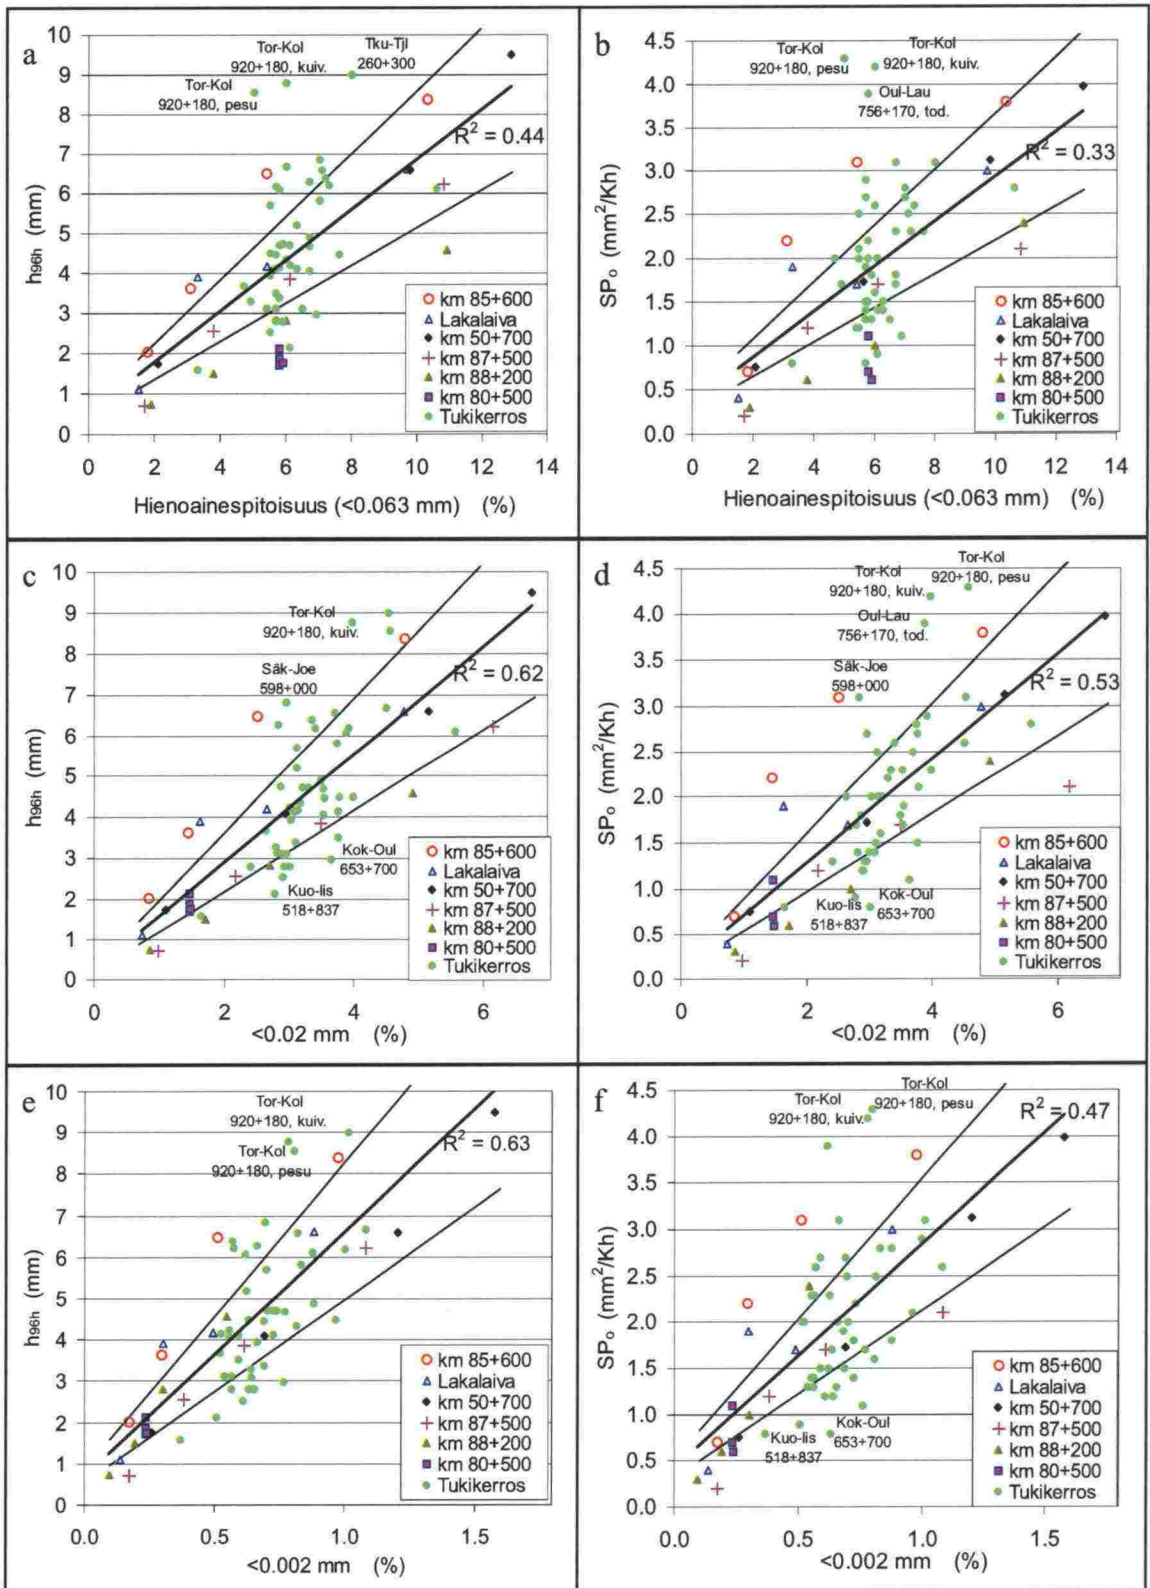 a
h96h (mm)
10
9
8
7
6
5
4
3
2
1
0
Tor-Kol
920+180, kuiv.
Tku-Tjl
260+300
Tor-Kol
920+180, pesu
R² = 0.44
km 85+600
Lakalaiva
km 50+700
km 87+500
km 88+200
km 80+500
Tukikerros
0 2 4 6 8 10 12 14
Hienoainespitoisuus (<0.063 mm) (%)
b
SPo (mm²/Kh)
4.5
4.0
3.5
3.0
2.5
2.0
1.5
1.0
0.5
0.0
Tor-Kol
920+180, pesu
Tor-Kol
920+180, kuiv.
Oul-Lau
756+170, tod.
R² = 0.33
km 85+600
Lakalaiva
km 50+700
km 87+500
km 88+200
km 80+500
Tukikerros
0 2 4 6 8 10 12 14
Hienoainespitoisuus (<0.063 mm) (%)
c
h96h (mm)
10
9
8
7
6
5
4
3
2
1
0
Tor-Kol
920+180, kuiv.
Säk-Joe
598+000
R² = 0.62
Kok-Oul
653+700
Kuo-Iis
518+837
km 85+600
Lakalaiva
km 50+700
km 87+500
km 88+200
km 80+500
Tukikerros
0 2 4 6
<0.02 mm (%)
d
SPo (mm²/Kh)
4.5
4.0
3.5
3.0
2.5
2.0
1.5
1.0
0.5
0.0
Tor-Kol
920+180, pesu
Tor-Kol
920+180, kuiv.
Oul-Lau
756+170, tod.
Säk-Joe
598+000
R² = 0.53
Kok-Oul
653+700
Kuo-Iis
518+837
km 85+600
Lakalaiva
km 50+700
km 87+500
km 88+200
km 80+500
Tukikerros
0 2 4 6
<0.02 mm (%)
e
h96h (mm)
10
9
8
7
6
5
4
3
2
1
0
Tor-Kol
920+180, kuiv.
Tor-Kol
920+180, pesu
R² = 0.63
km 85+600
Lakalaiva
km 50+700
km 87+500
km 88+200
km 80+500
Tukikerros
0.0 0.5 1.0 1.5
<0.002 mm (%)
f
SPo (mm²/Kh)
4.5
4.0
3.5
3.0
2.5
2.0
1.5
1.0
0.5
0.0
Tor-Kol
920+180, pesu
Tor-Kol
920+180, kuiv.
R² = 0.47
Kok-Oul
653+700
Kuo-Iis
518+837
km 85+600
Lakalaiva
km 50+700
km 87+500
km 88+200
km 80+500
Tukikerros
0.0 0.5 1.0 1.5
<0.002 mm (%)